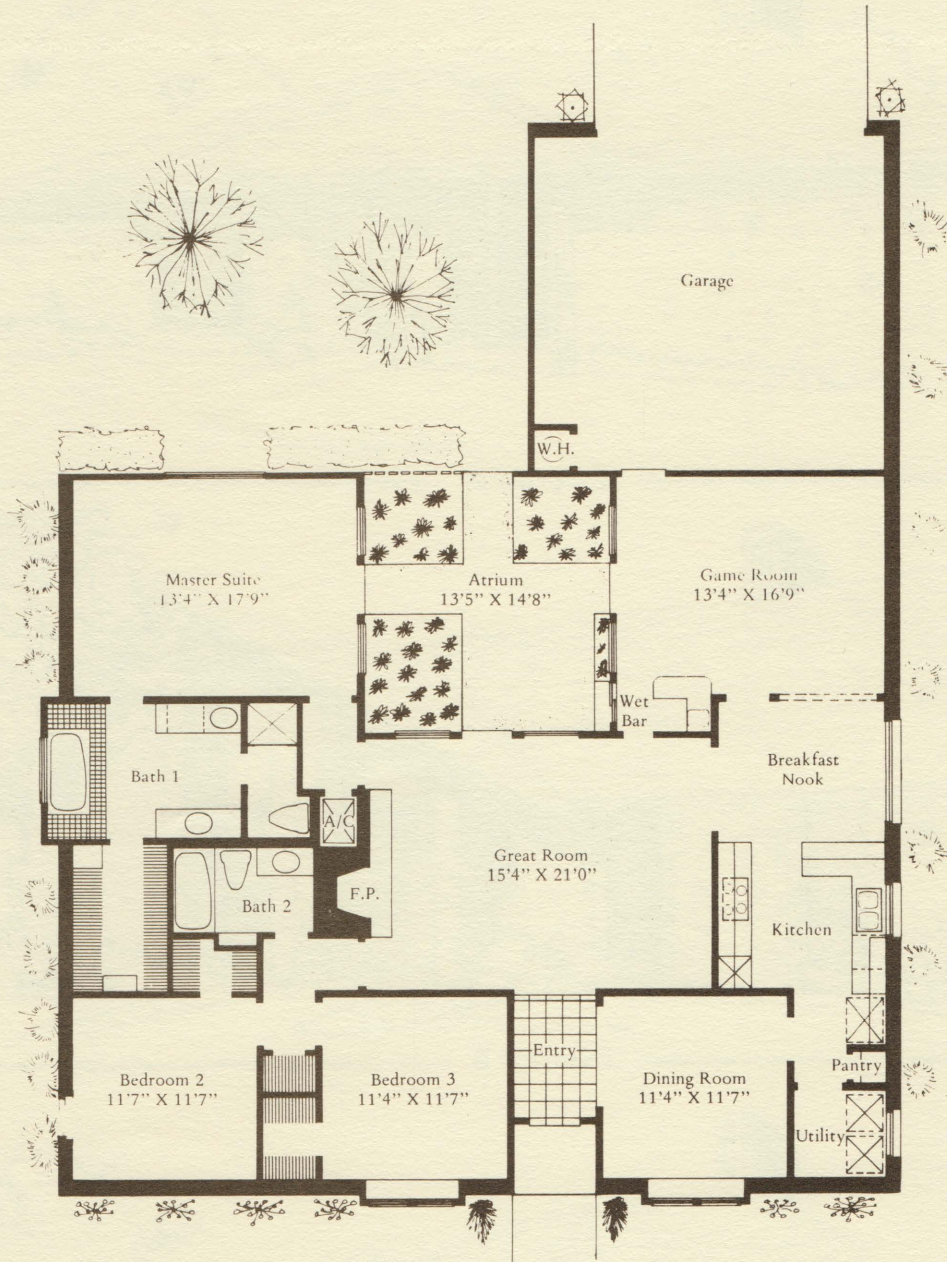 Garage
W.H.
Master Suite
13'4" X 17'9"
Atrium
13'5" X 14'8"
Game Room
13'4" X 16'9"
Wet
Bar
Bath 1
Breakfast
Nook
A/C
Great Room
15'4" X 21'0"
F.P.
Bath 2
Kitchen
Entry
Pantry
Bedroom 2
11'7" X 11'7"
Bedroom 3
11'4" X 11'7"
Dining Room
11'4" X 11'7"
Utility